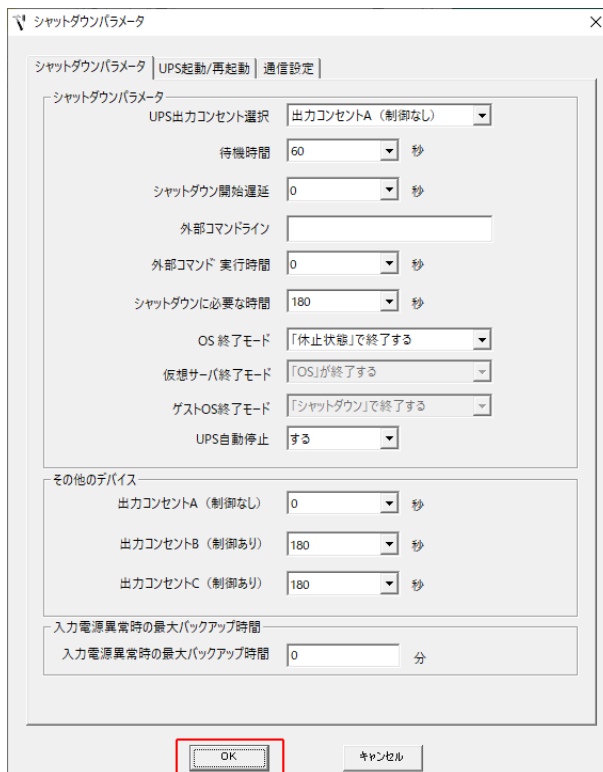 シャットダウンパラメータ
シャットダウンパラメータ UPS起動/再起動 通信設定
シャットダウンパラメータ
UPS出力コンセント選択 出力コンセントA（制御なし）
待機時間 60 秒
シャットダウン開始遅延 0 秒
外部コマンドライン
外部コマンド 実行時間 0 秒
シャットダウンに必要な時間 180 秒
OS 終了モード 「休止状態」で終了する
仮想サーバ終了モード 「OS」が終了する
ゲストOS終了モード 「シャットダウン」で終了する
UPS自動停止 する
その他のデバイス
出力コンセントA（制御なし） 0 秒
出力コンセントB（制御あり） 180 秒
出力コンセントC（制御あり） 180 秒
入力電源異常時の最大バックアップ時間
入力電源異常時の最大バックアップ時間 0 分
OK キャンセル